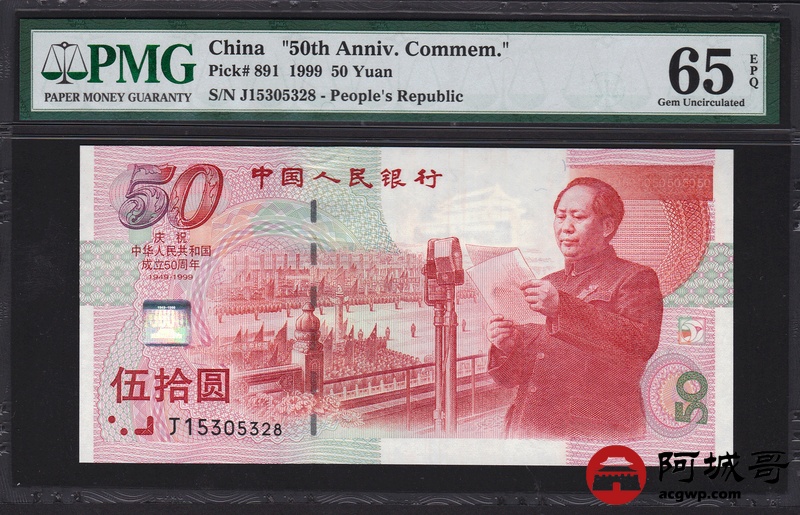 China "50th Anniv. Commem."
PMG
PAPER MONEY GUARANTY
Pick# 891 1999 50 Yuan
S/N J15305328 - People's Republic
65 EPQ
Gem Uncirculated
50
中国人民银行
庆祝
中华人民共和国
成立50周年
1949-1999
伍拾圆
J15305328
50
阿城哥
acgwp.com